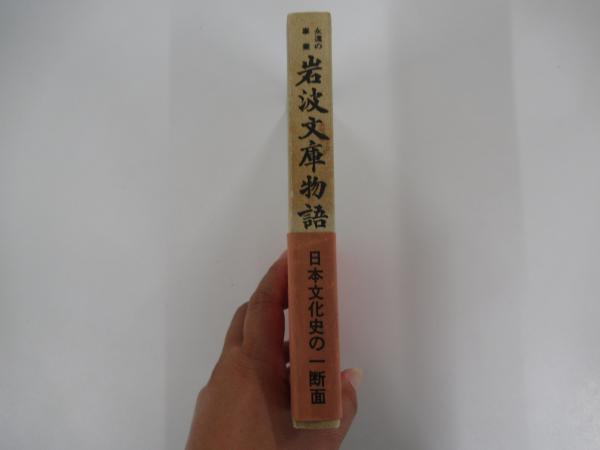 永遠の
事業
岩波文庫物語
日本文化史の一断面